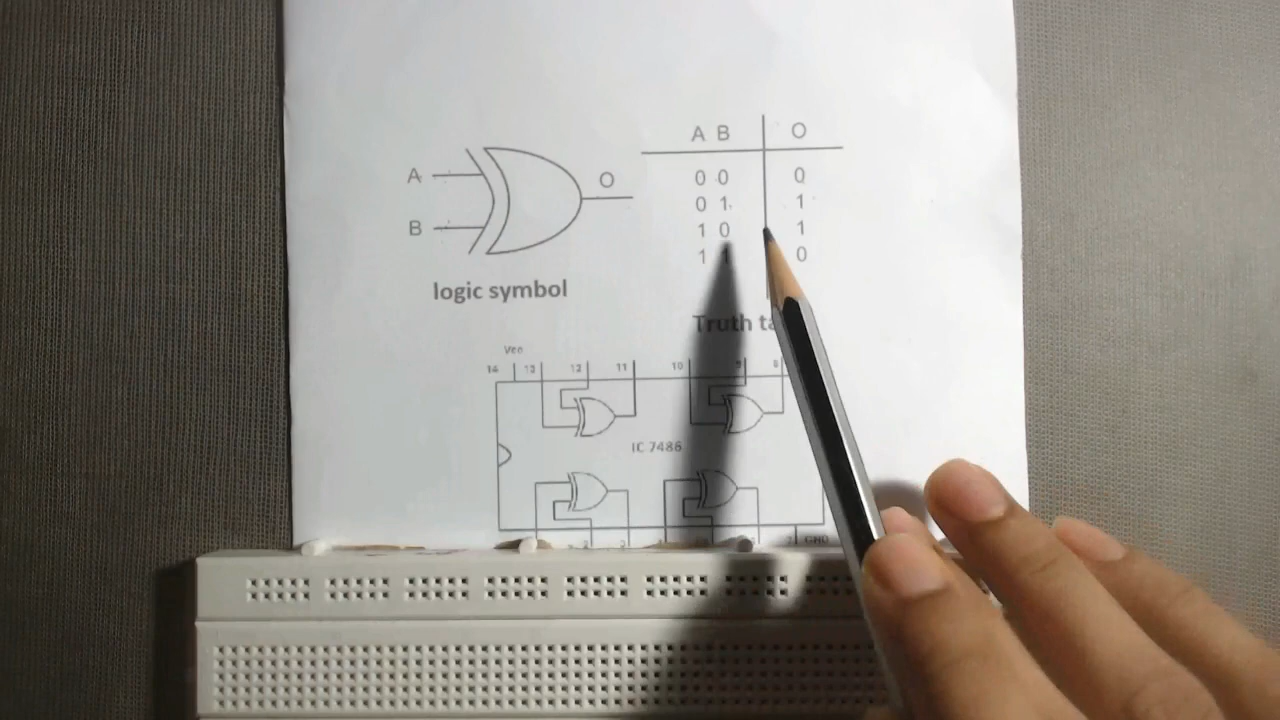 A B O
A O
B
0 0 0
0 1 1
1 0 1
1 1 0
logic symbol
Truth
Vcc
14 13 12 11 10 9 8
IC 7486
7 GND